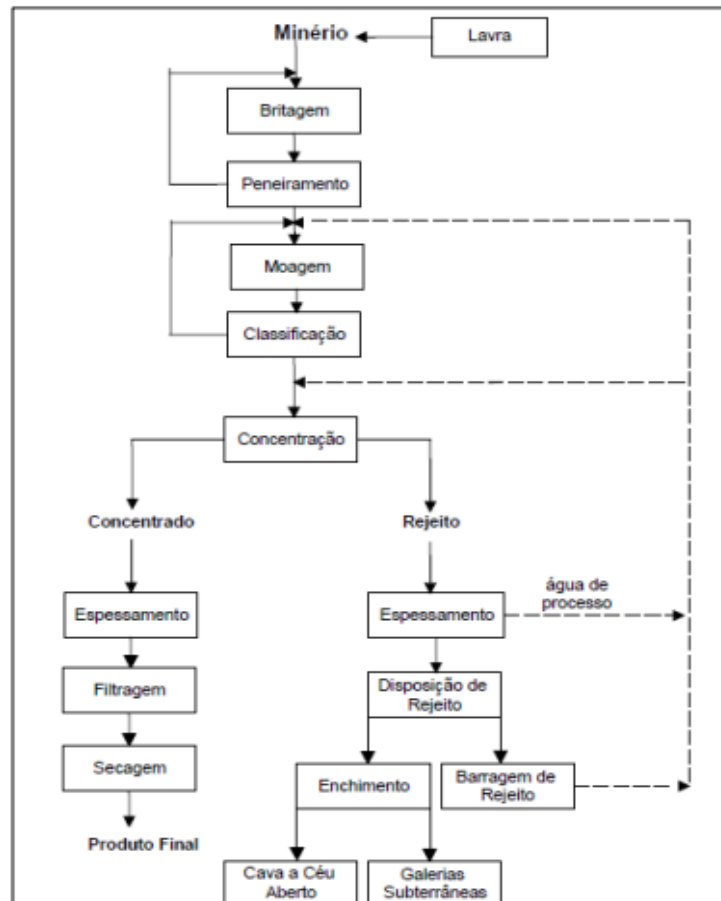 Minério
Lavra
Britagem
Peneiramento
Moagem
Classificação
Concentração
Concentrado
Rejeito
água de
processo
Espessamento
Espessamento
Filtragem
Disposição de
Rejeito
Secagem
Enchimento
Barragem de
Rejeito
Produto Final
Cava a Céu
Aberto
Galerias
Subterrâneas